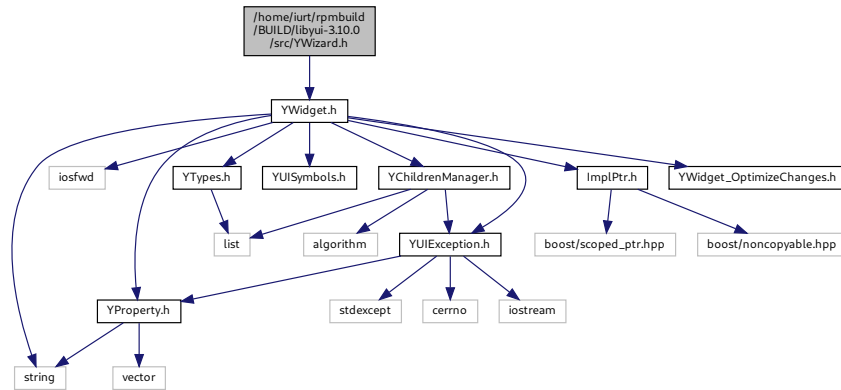 /home/iurt/rpmbuild
/BUILD/libyui-3.10.0
/src/YWizard.h
YWidget.h
iosfwd
YTypes.h
YUISymbols.h
YChildrenManager.h
ImplPtr.h
YWidget_OptimizeChanges.h
list
algorithm
YUIException.h
boost/scoped_ptr.hpp
boost/noncopyable.hpp
YProperty.h
stdexcept
cerrno
iostream
string
vector